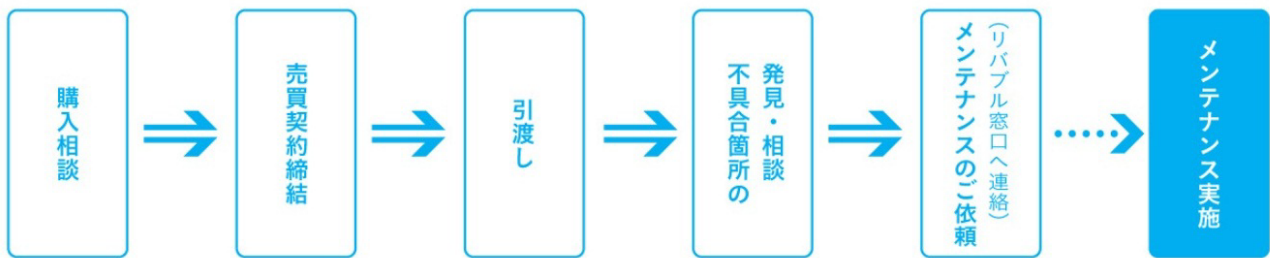 購入相談
売買契約締結
引渡し
不具合箇所の
発見・相談
メンテナンスのご依頼
（リバブル窓口へ連絡）
メンテナンス実施